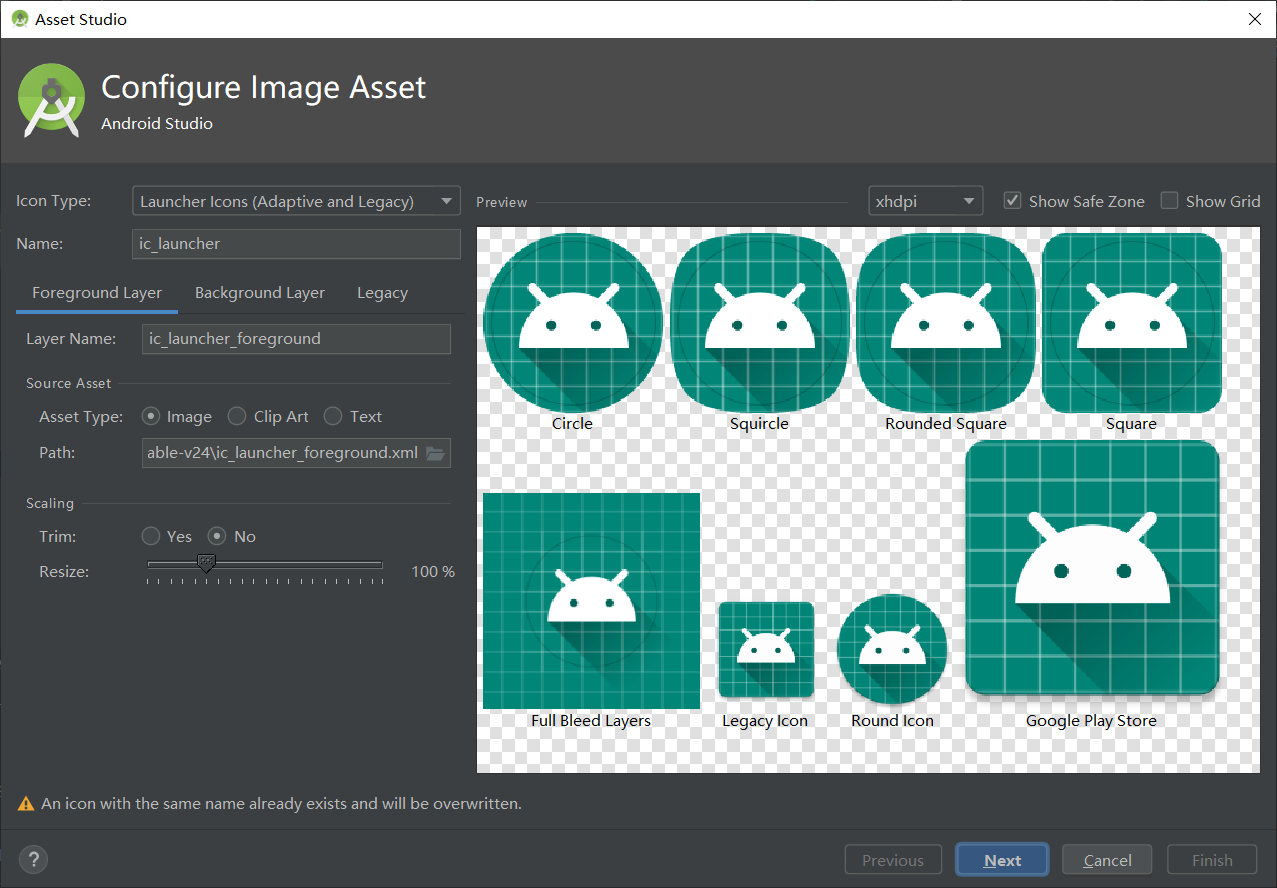 Asset Studio
Configure Image Asset
Android Studio
Icon Type: Launcher Icons (Adaptive and Legacy)
Name: ic_launcher
Foreground Layer Background Layer Legacy
Layer Name: ic_launcher_foreground
Source Asset
Asset Type: Image Clip Art Text
Path: able-v24\ic_launcher_foreground.xml
Scaling
Trim: Yes No
Resize: 100 %
Preview xhdpi Show Safe Zone Show Grid
Circle Squircle Rounded Square Square
Full Bleed Layers Legacy Icon Round Icon Google Play Store
An icon with the same name already exists and will be overwritten.
? Previous Next Cancel Finish